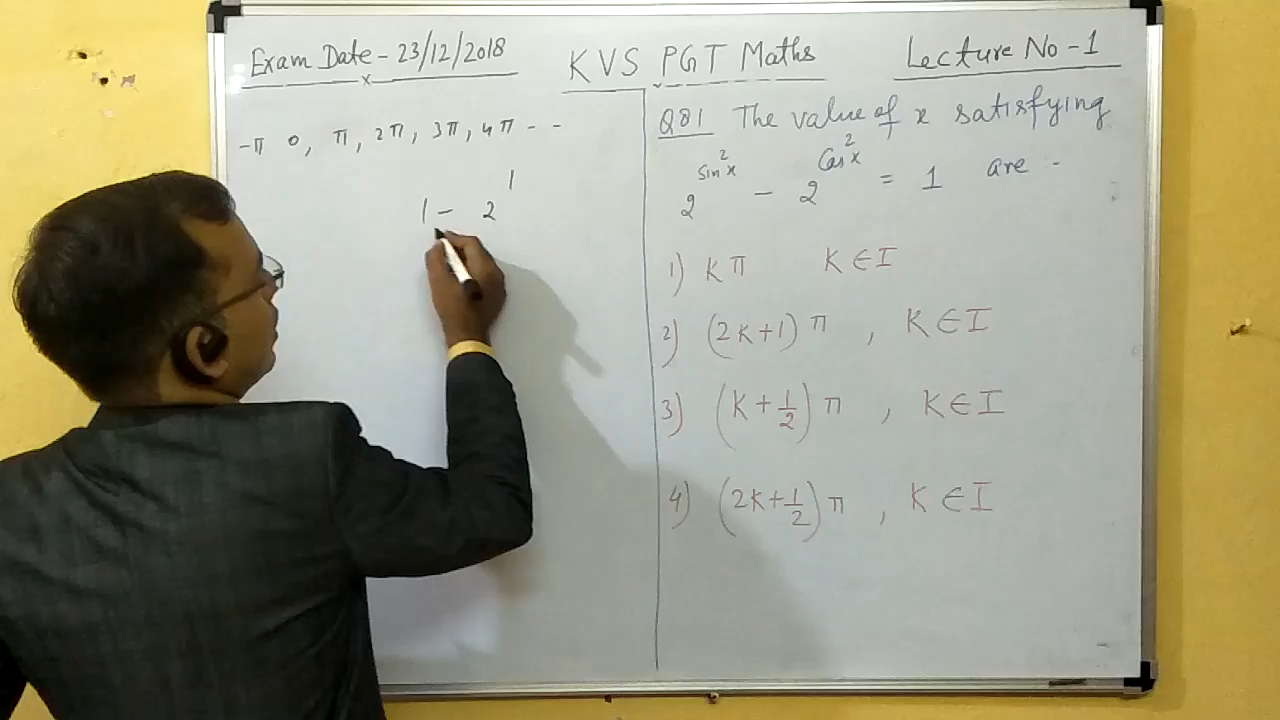 Exam Date - 23/12/2018
KVS PGT Maths
Lecture No - 1
-π 0, π, 2π, 3π, 4π - -
1 - 2^1
Q81 The value of x satisfying
2^sin²x - 2^cos²x = 1 are -
1) Kπ K∈I
2) (2K+1)π , K∈I
3) (K+1/2)π , K∈I
4) (2K+1/2)π , K∈I